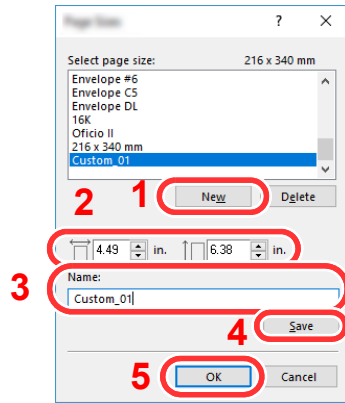 ? ×
Select page size: 216 x 340 mm
Envelope #6
Envelope C5
Envelope DL
16K
Oficio II
216 x 340 mm
Custom_01
1 New Delete
2
4.49 in. 6.38 in.
3 Name:
Custom_01
4 Save
5 OK Cancel